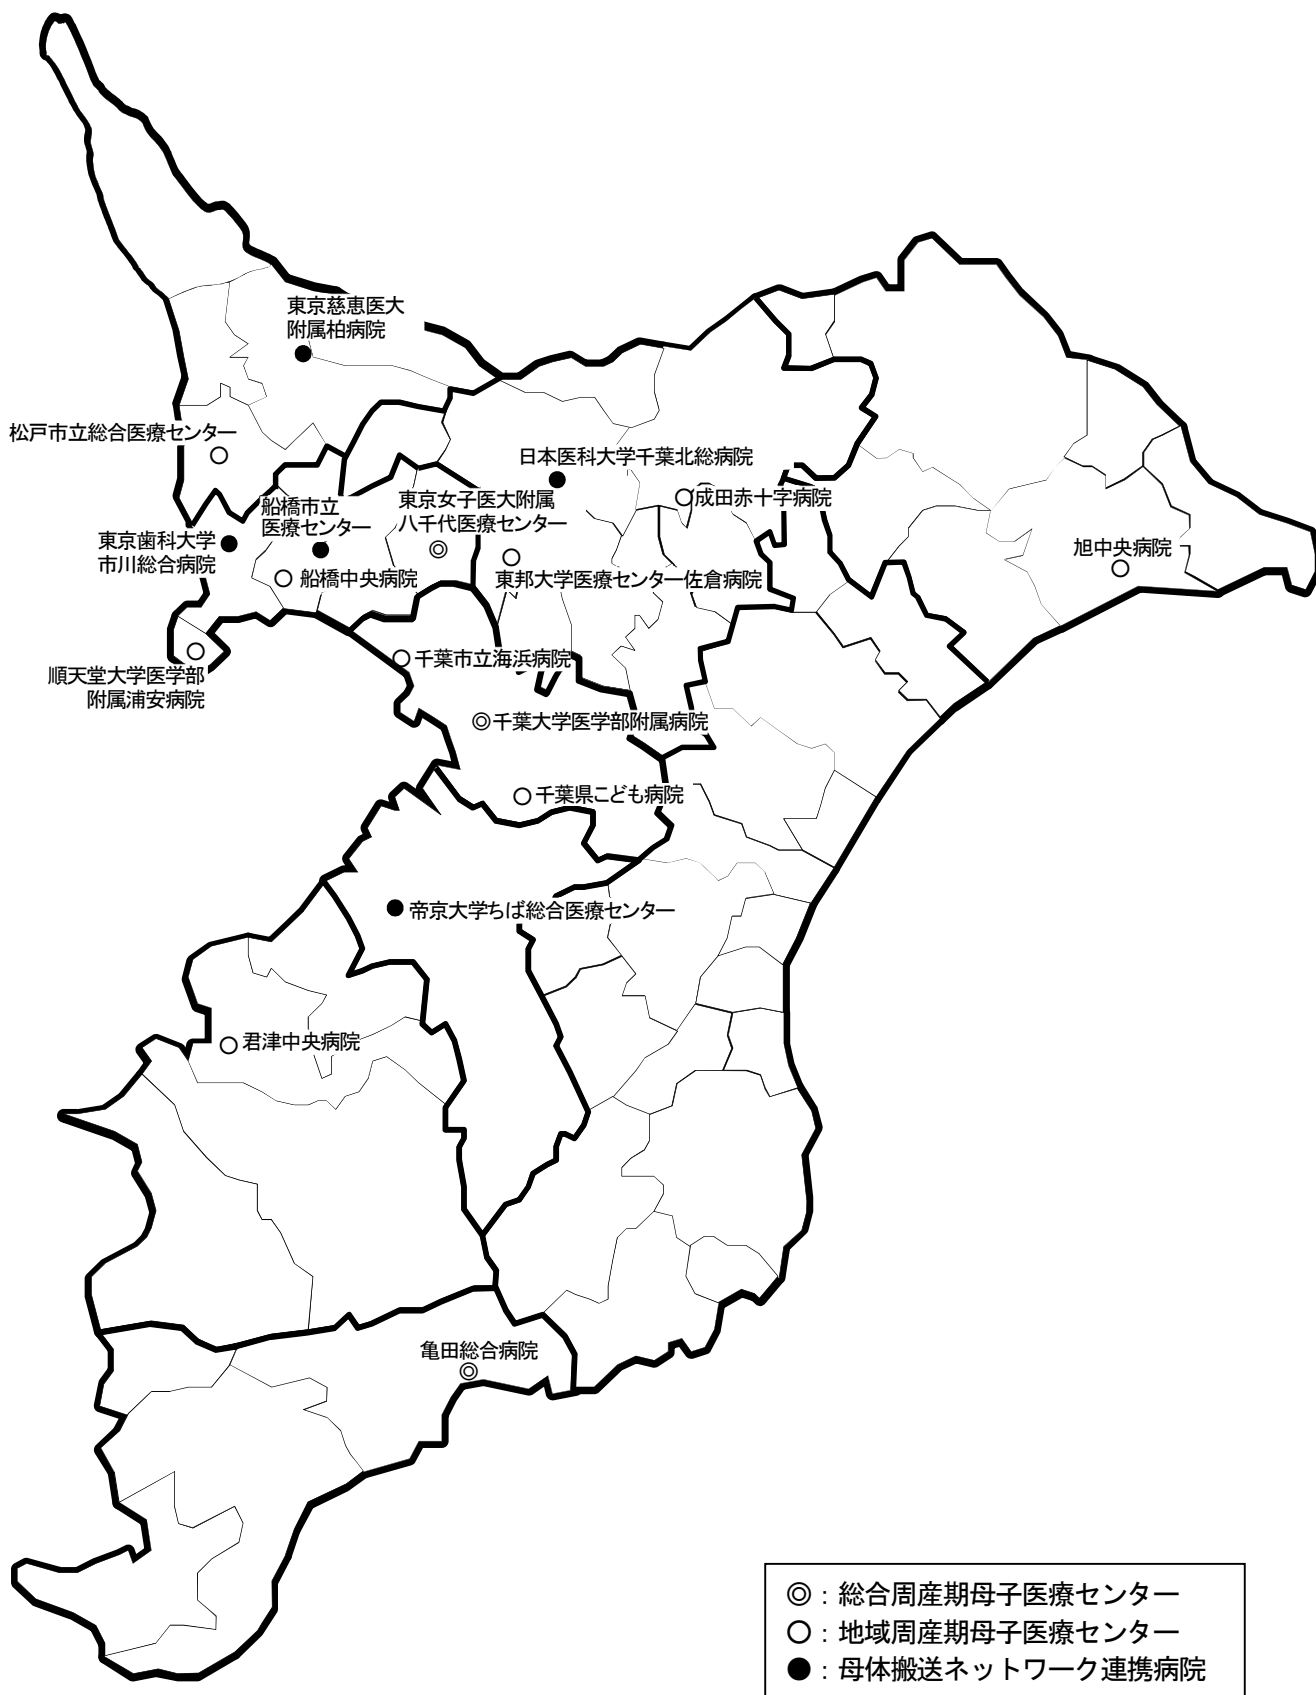 東京慈恵医大
附属柏病院
松戸市立総合医療センター
日本医科大学千葉北総病院
船橋市立
医療センター
東京女子医大附属
八千代医療センター
成田赤十字病院
東京歯科大学
市川総合病院
旭中央病院
船橋中央病院
東邦大学医療センター佐倉病院
千葉市立海浜病院
順天堂大学医学部
附属浦安病院
千葉大学医学部附属病院
千葉県こども病院
帝京大学ちば総合医療センター
君津中央病院
亀田総合病院
◎：総合周産期母子医療センター
○：地域周産期母子医療センター
●：母体搬送ネットワーク連携病院